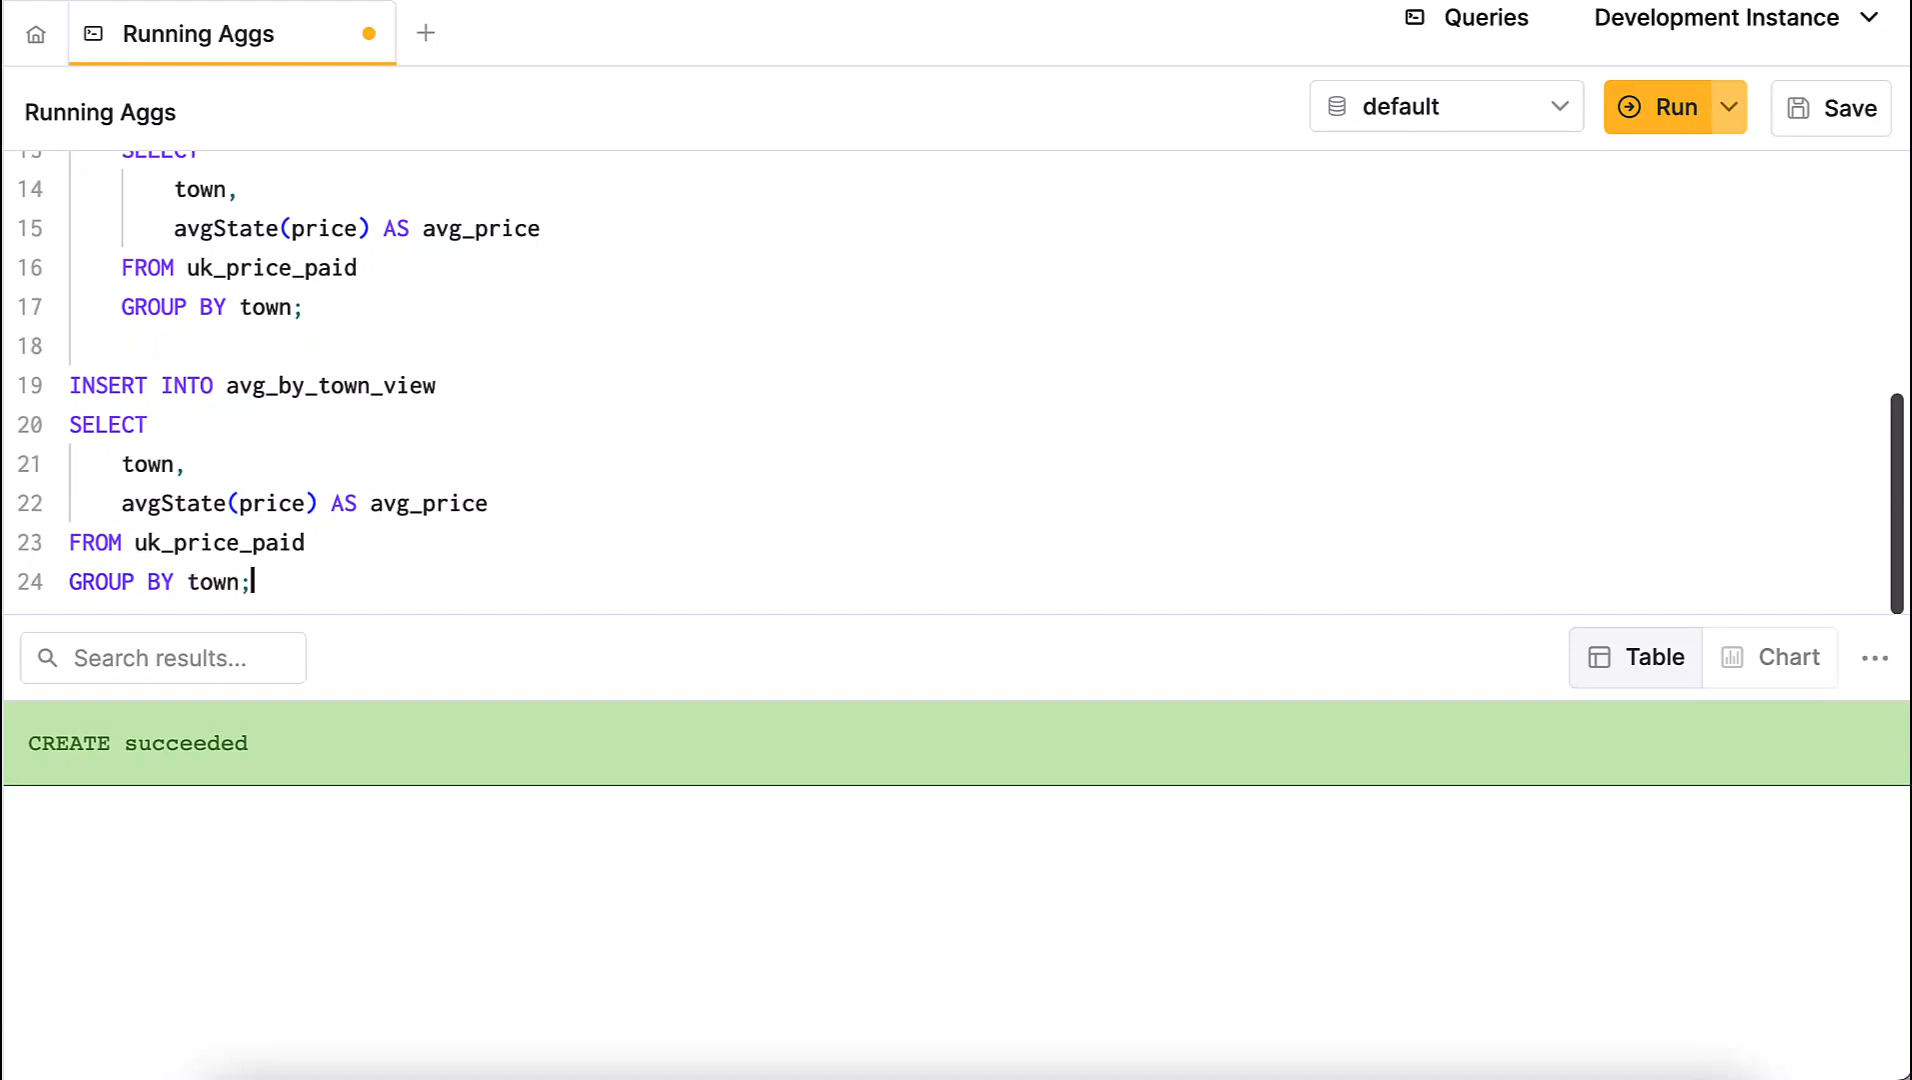 Running Aggs
Queries
Development Instance
Running Aggs
default
Run
Save
13 SELECT
14 town,
15 avgState(price) AS avg_price
16 FROM uk_price_paid
17 GROUP BY town;
18
19 INSERT INTO avg_by_town_view
20 SELECT
21 town,
22 avgState(price) AS avg_price
23 FROM uk_price_paid
24 GROUP BY town;
Search results...
Table
Chart
CREATE succeeded